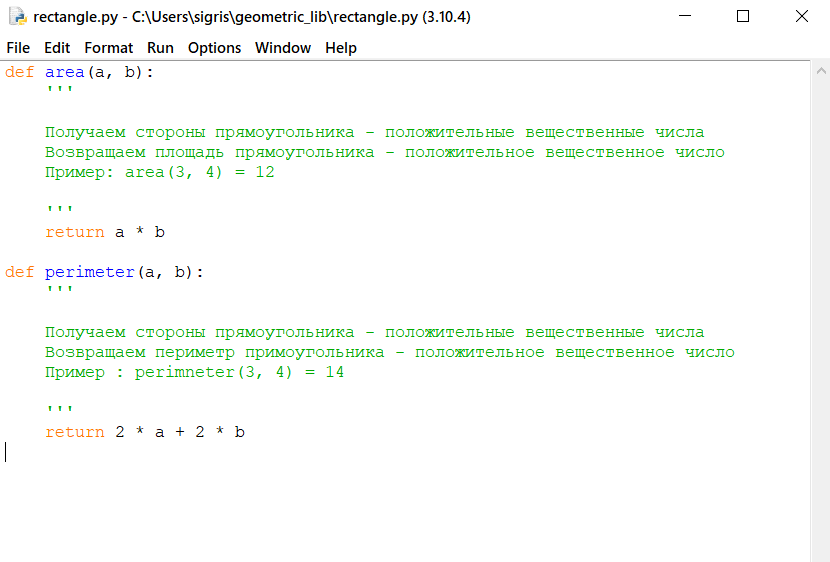 rectangle.py - C:\Users\sigris\geometric_lib\rectangle.py (3.10.4)
File Edit Format Run Options Window Help
def area(a, b):
    '''
    Получаем стороны прямоугольника - положительные вещественные числа
    Возвращаем площадь прямоугольника - положительное вещественное число
    Пример: area(3, 4) = 12
    '''
    return a * b
def perimeter(a, b):
    '''
    Получаем стороны прямоугольника - положительные вещественные числа
    Возвращаем периметр примоугольника - положительное вещественное число
    Пример : perimneter(3, 4) = 14
    '''
    return 2 * a + 2 * b